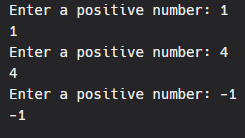 Enter a positive number: 1
1
Enter a positive number: 4
4
Enter a positive number: -1
-1